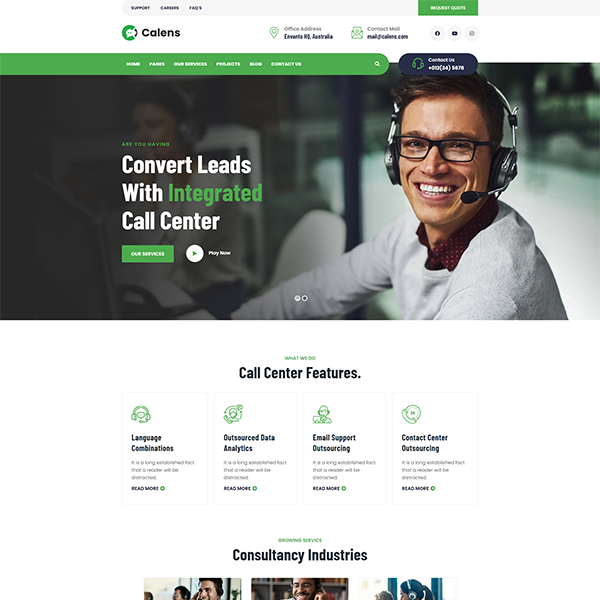 SUPPORT CAREERS FAQ'S
REQUEST QUOTE
Calens
Office Address
Envanto HQ, Australia
Contact Mail
mail@calens.com
HOME PAGES OUR SERVICES PROJECTS BLOG CONTACT US
Contact Us
+012(34) 5678
ARE YOU HAVING
Convert Leads
With Integrated
Call Center
OUR SERVICES
Play Now
WHAT WE DO
Call Center Features.
Language
Combinations
It is a long established fact
that a reader will be
distracted.
READ MORE
Outsourced Data
Analytics
It is a long established fact
that a reader will be
distracted.
READ MORE
Email Support
Outsourcing
It is a long established fact
that a reader will be
distracted.
READ MORE
24
Contact Center
Outsourcing
It is a long established fact
that a reader will be
distracted.
READ MORE
GROWING SERVICE
Consultancy Industries